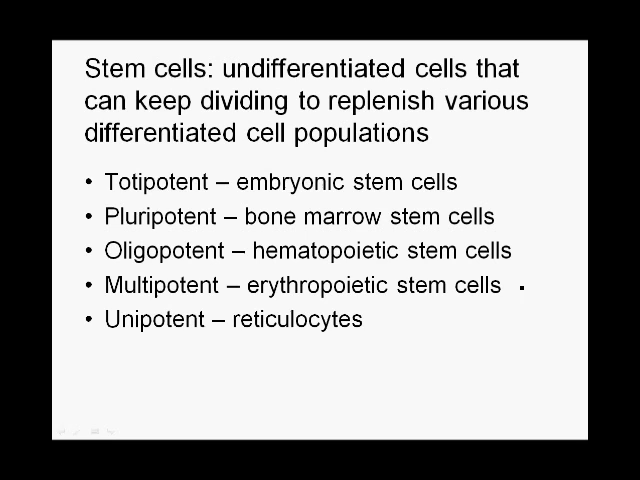 Stem cells: undifferentiated cells that
can keep dividing to replenish various
differentiated cell populations
• Totipotent – embryonic stem cells
• Pluripotent – bone marrow stem cells
• Oligopotent – hematopoietic stem cells
• Multipotent – erythropoietic stem cells
• Unipotent – reticulocytes